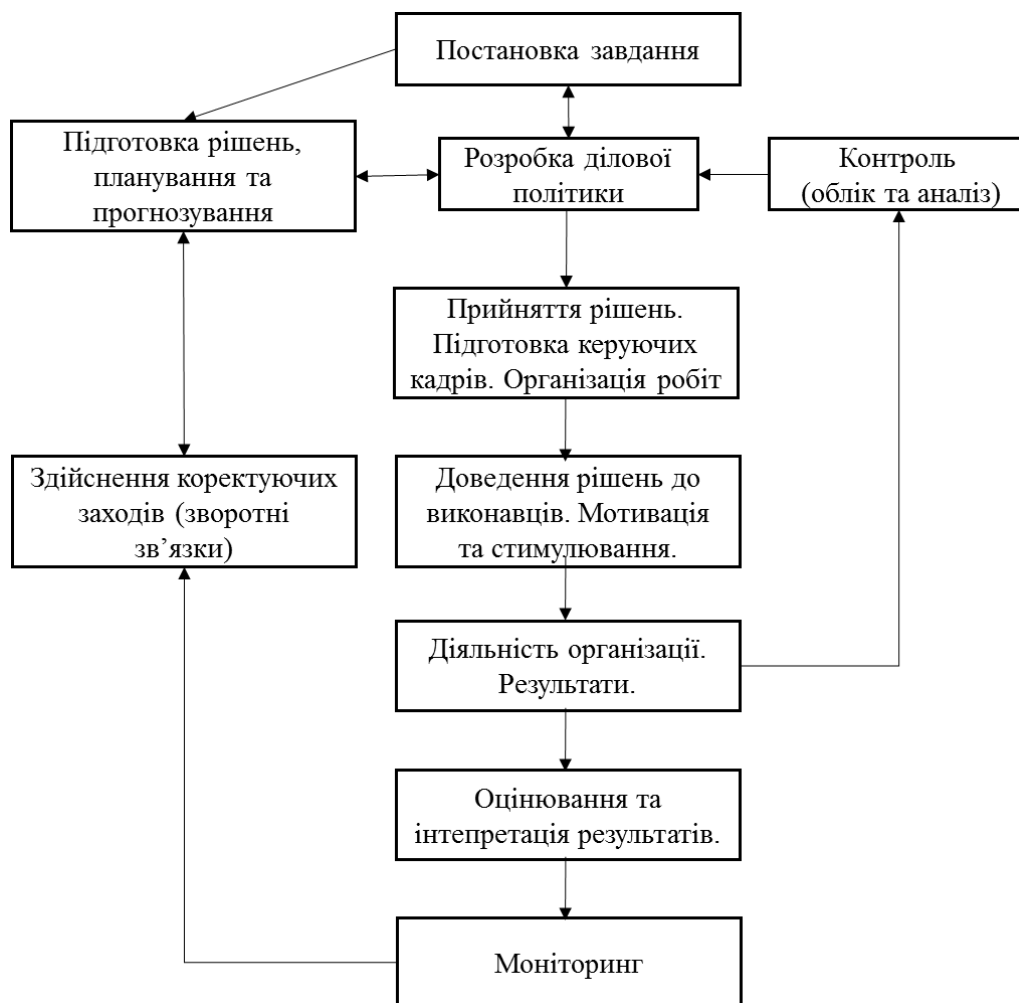 Постановка завдання
Підготовка рішень,
планування та
прогнозування
Розробка ділової
політики
Контроль
(облік та аналіз)
Прийняття рішень.
Підготовка керуючих
кадрів. Організація робіт
Здійснення коректуючих
заходів (зворотні
зв’язки)
Доведення рішень до
виконавців. Мотивація
та стимулювання.
Діяльність організації.
Результати.
Оцінювання та
інтепретація результатів.
Моніторинг